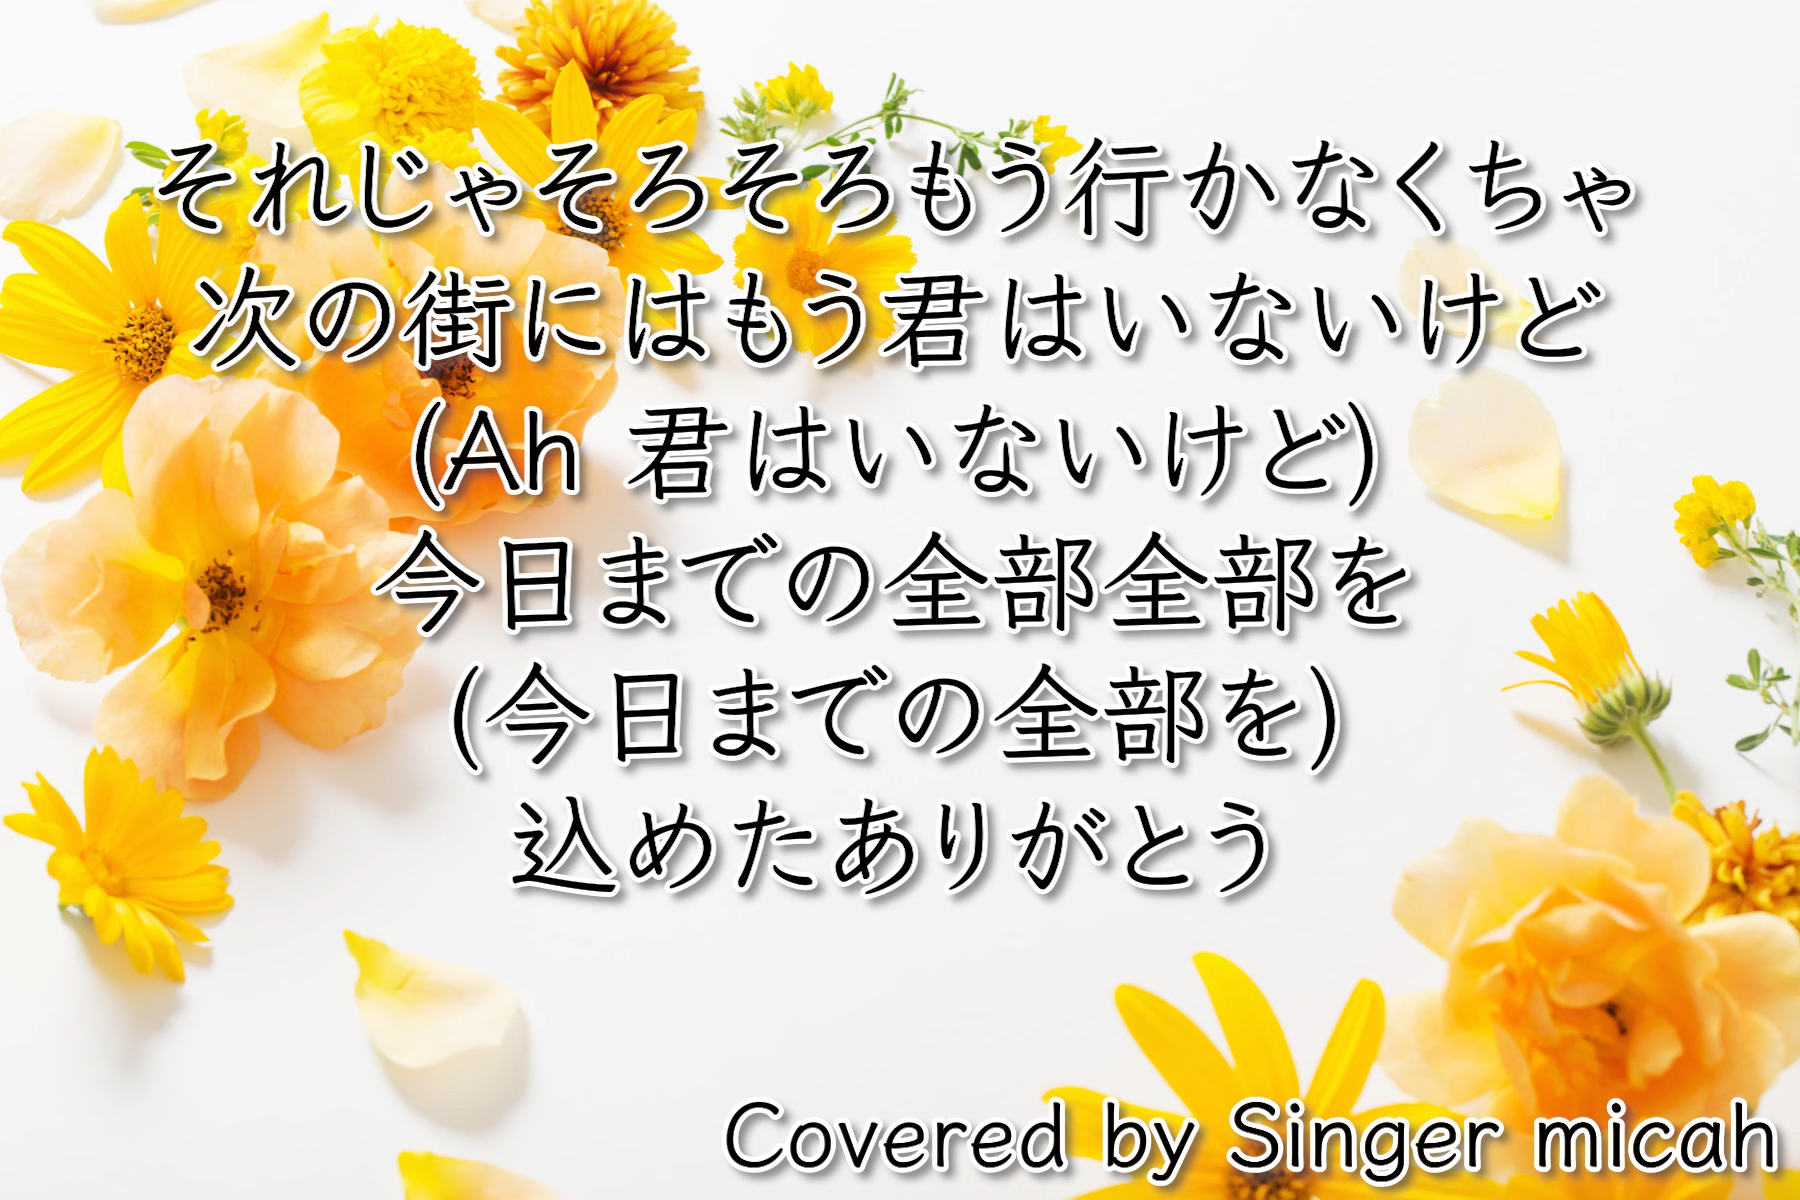 それじゃそろそろもう行かなくちゃ
次の街にはもう君はいないけど
(Ah 君はいないけど)
今日までの全部全部を
(今日までの全部を)
込めたありがとう
Covered by Singer micah